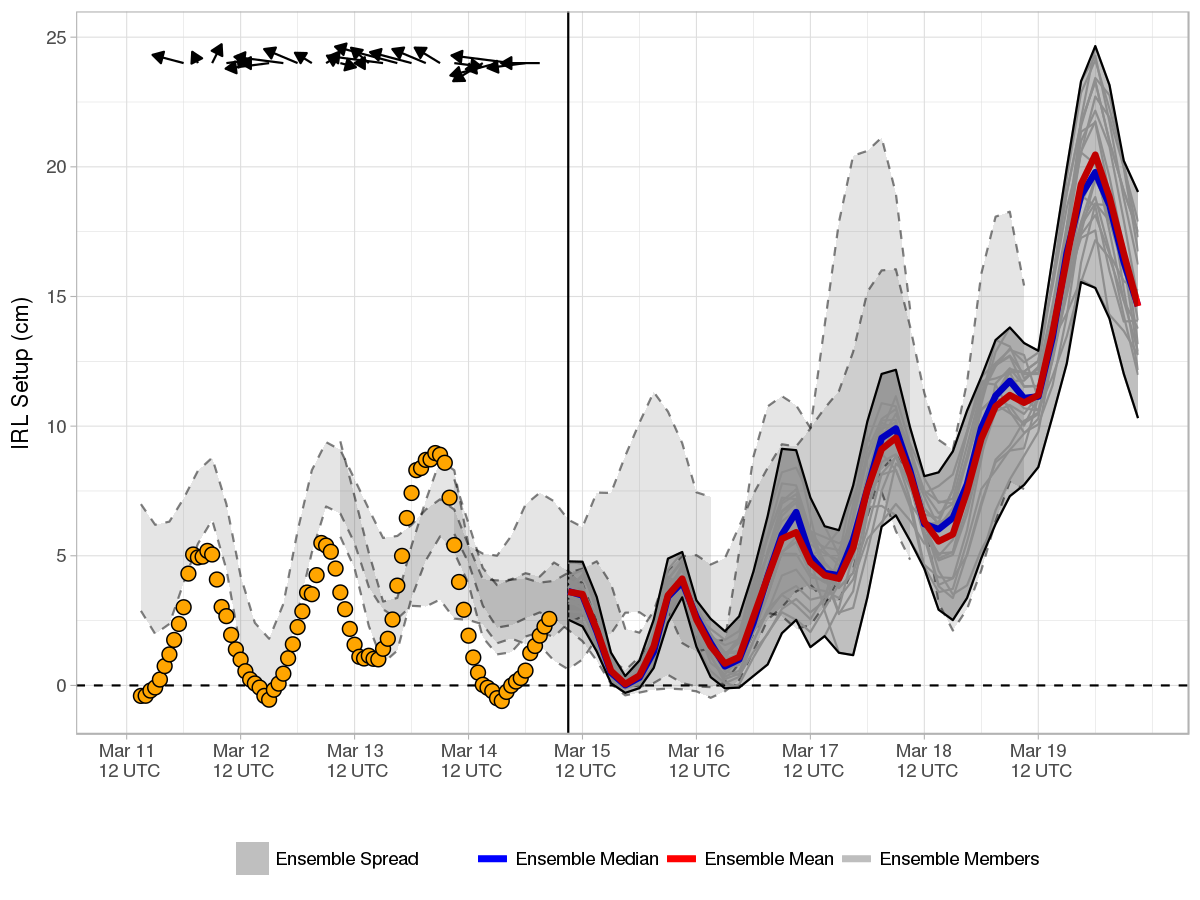 IRL Setup (cm)
25
20
15
10
5
0
Mar 11 Mar 12 Mar 13 Mar 14 Mar 15 Mar 16 Mar 17 Mar 18 Mar 19
12 UTC 12 UTC 12 UTC 12 UTC 12 UTC 12 UTC 12 UTC 12 UTC 12 UTC
Ensemble Spread Ensemble Median Ensemble Mean Ensemble Members